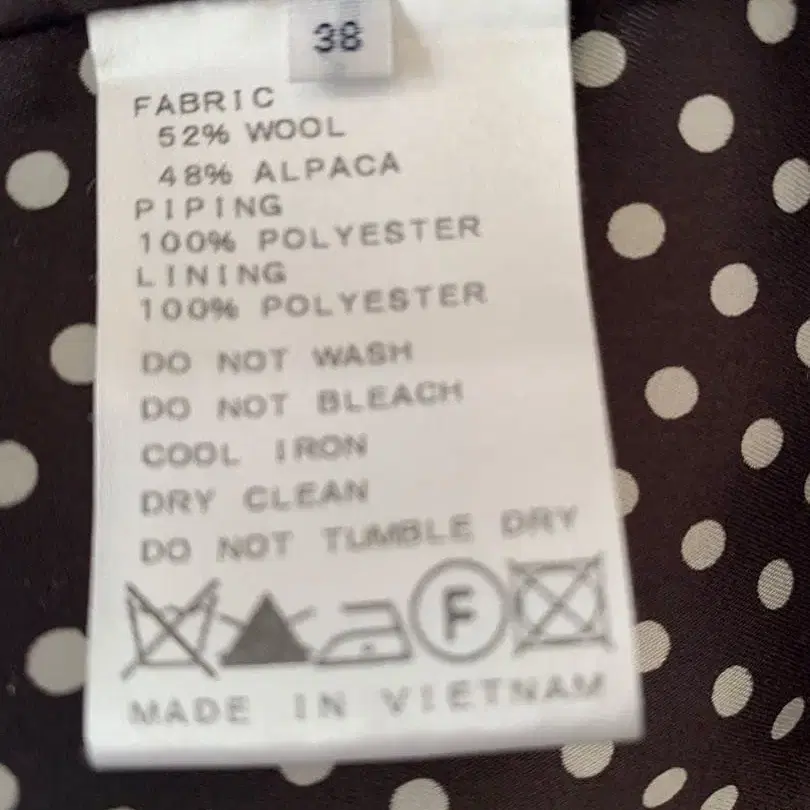 38
FABRIC
52% WOOL
48% ALPACA
PIPING
100% POLYESTER
LINING
100% POLYESTER
DO NOT WASH
DO NOT BLEACH
COOL IRON
DRY CLEAN
DO NOT TUMBLE DRY
F
MADE IN VIETNAM